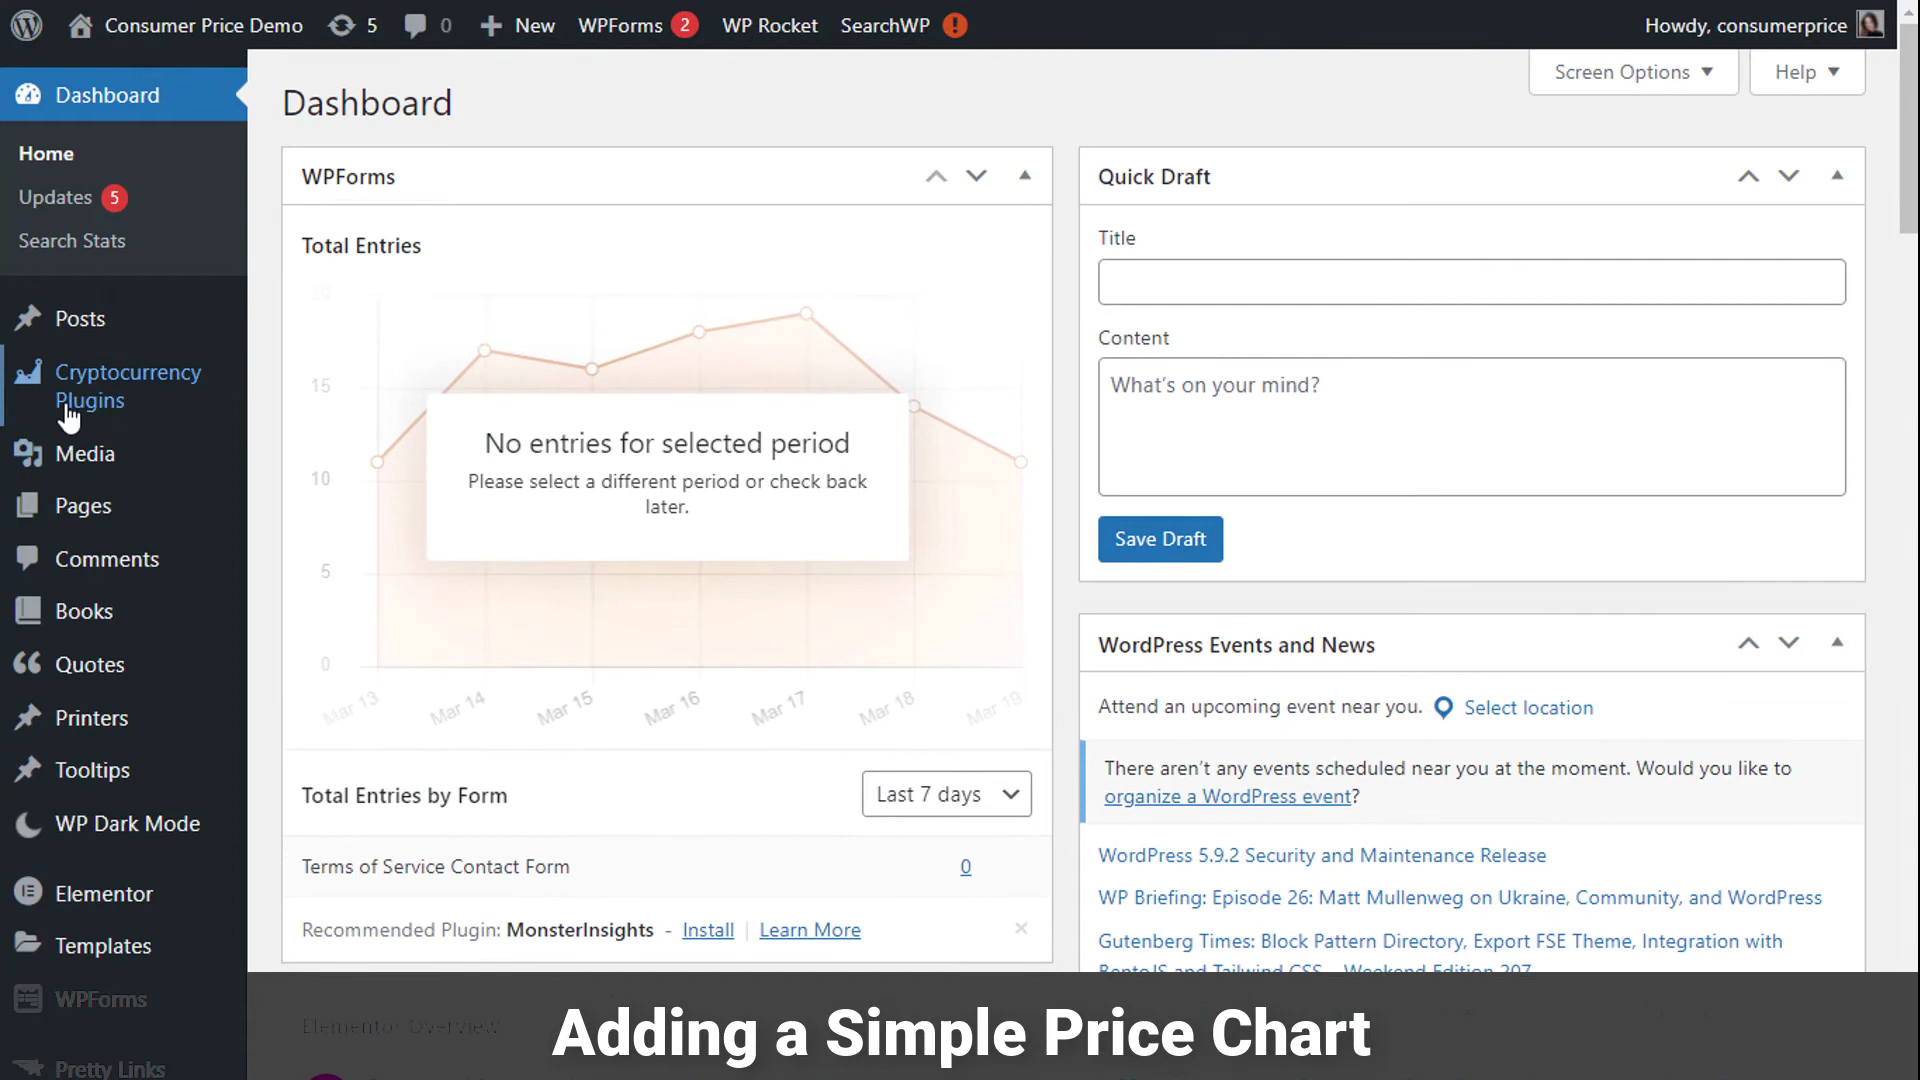 Consumer Price Demo
5
0
New
WPForms 2
WP Rocket
SearchWP
Howdy, consumerprice
Dashboard
Home
Updates 5
Search Stats
Posts
Cryptocurrency
Plugins
Media
Pages
Comments
Books
Quotes
Printers
Tooltips
WP Dark Mode
Elementor
Templates
WPForms
Pretty Links
Screen Options
Help
Dashboard
WPForms
Total Entries
20
15
10
5
0
No entries for selected period
Please select a different period or check back
later.
Mar 13
Mar 14
Mar 15
Mar 16
Mar 17
Mar 18
Mar 19
Total Entries by Form
Last 7 days
Terms of Service Contact Form
0
Recommended Plugin: MonsterInsights - Install | Learn More
Quick Draft
Title
Content
What's on your mind?
Save Draft
WordPress Events and News
Attend an upcoming event near you.
Select location
There aren't any events scheduled near you at the moment. Would you like to
organize a WordPress event?
WordPress 5.9.2 Security and Maintenance Release
WP Briefing: Episode 26: Matt Mullenweg on Ukraine, Community, and WordPress
Gutenberg Times: Block Pattern Directory, Export FSE Theme, Integration with
BentoJS and Tailwind CSS – Weekend Edition 207
Elementor Overview
Adding a Simple Price Chart